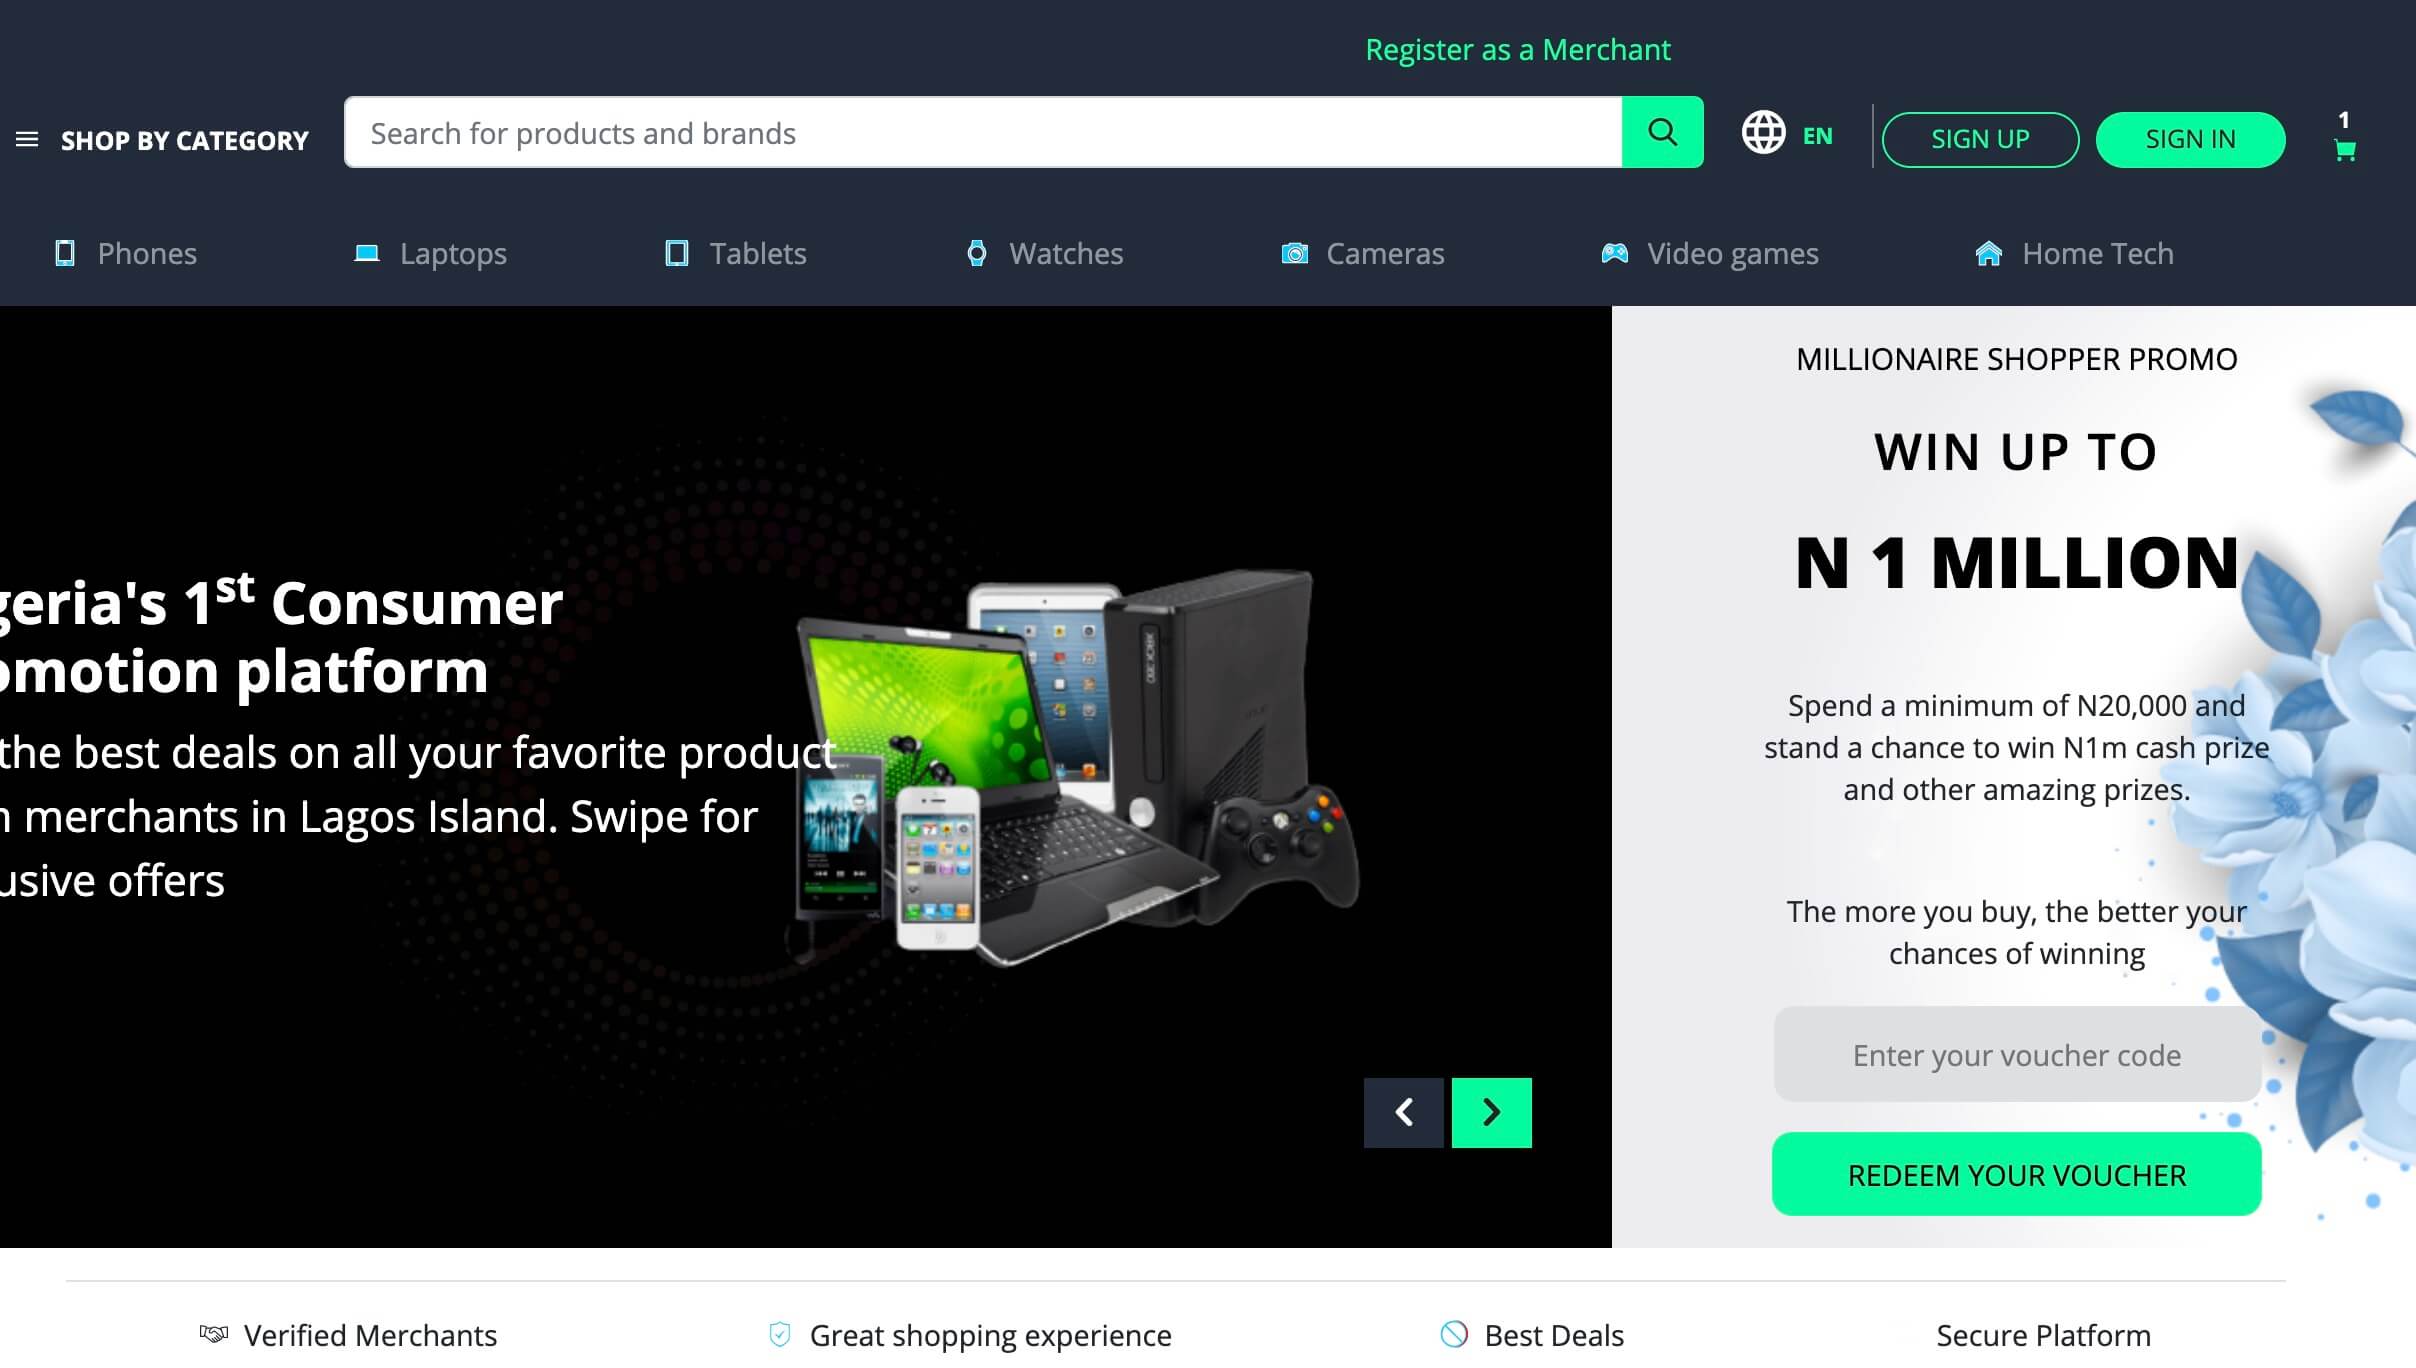 Register as a Merchant
SHOP BY CATEGORY
Search for products and brands
EN
SIGN UP
SIGN IN
1
Phones
Laptops
Tablets
Watches
Cameras
Video games
Home Tech
geria's 1st Consumer
omotion platform
the best deals on all your favorite product
merchants in Lagos Island. Swipe for
usive offers
XBOX 360
MILLIONAIRE SHOPPER PROMO
WIN UP TO
N 1 MILLION
Spend a minimum of N20,000 and
stand a chance to win N1m cash prize
and other amazing prizes.
The more you buy, the better your
chances of winning
Enter your voucher code
REDEEM YOUR VOUCHER
Verified Merchants
Great shopping experience
Best Deals
Secure Platform